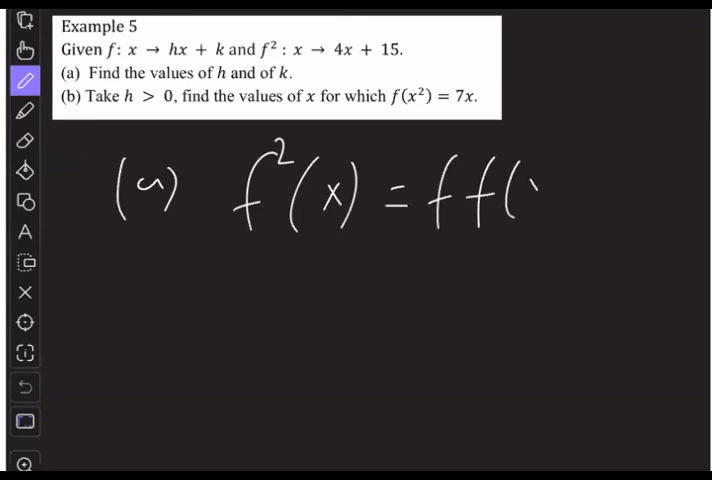 Example 5
Given f: x → hx + k and f² : x → 4x + 15.
(a) Find the values of h and of k.
(b) Take h > 0, find the values of x for which f(x²) = 7x.
(a) f²(x) = f f(
A